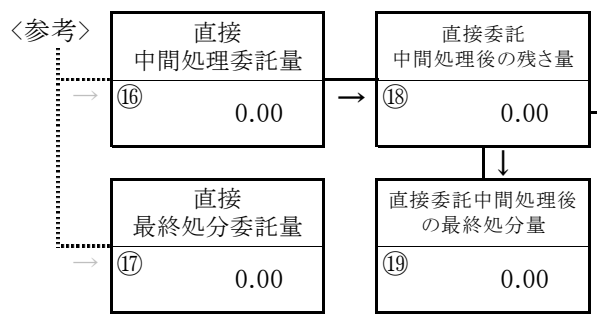 〈参考〉
直接
中間処理委託量
→
⑯
0.00
→
直接委託
中間処理後の残さ量
⑱
0.00
↓
直接
最終処分委託量
→
⑰
0.00
直接委託中間処理後
の最終処分量
⑲
0.00